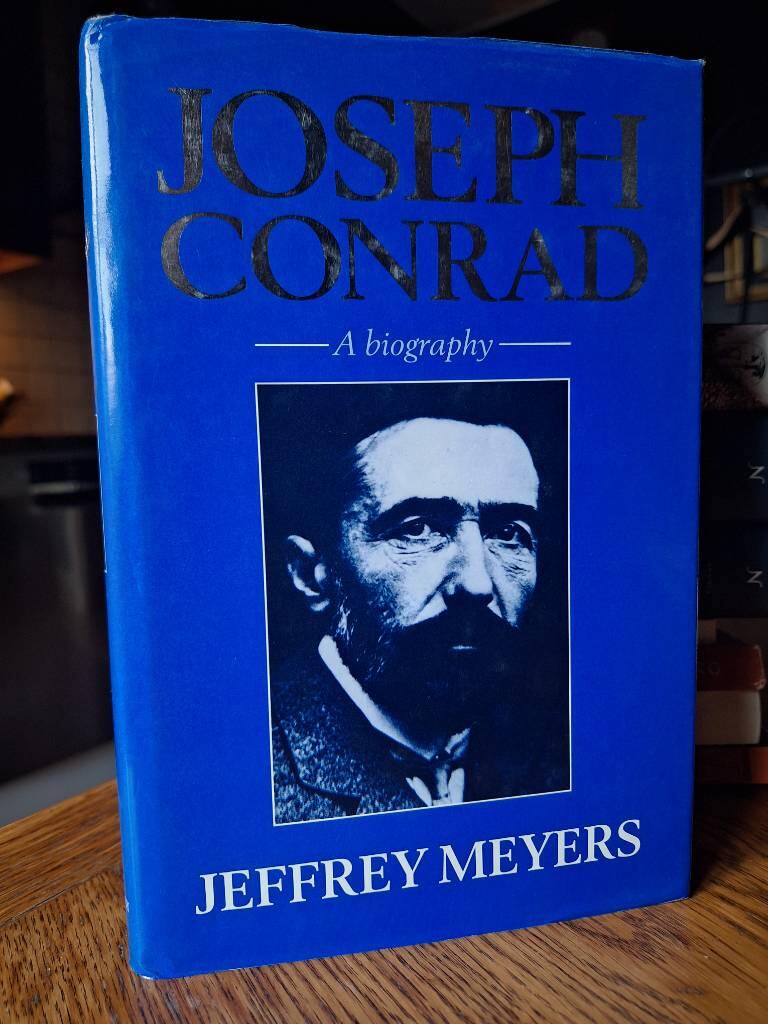 JOSEPH
CONRAD
A biography
JEFFREY MEYERS
N
N